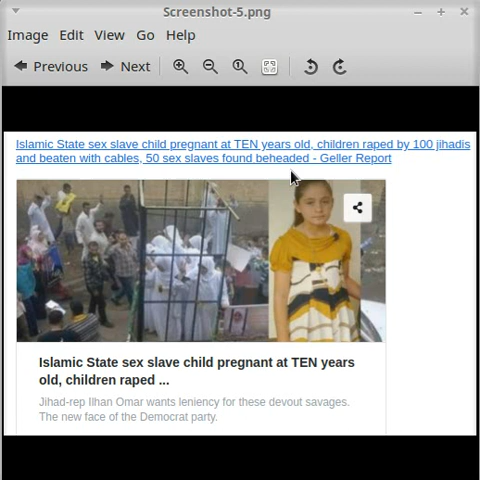 Screenshot-5.png
Image Edit View Go Help
Previous Next
Islamic State sex slave child pregnant at TEN years old, children raped by 100 jihadis
and beaten with cables, 50 sex slaves found beheaded - Geller Report
Islamic State sex slave child pregnant at TEN years
old, children raped ...
Jihad-rep Ilhan Omar wants leniency for these devout savages.
The new face of the Democrat party.